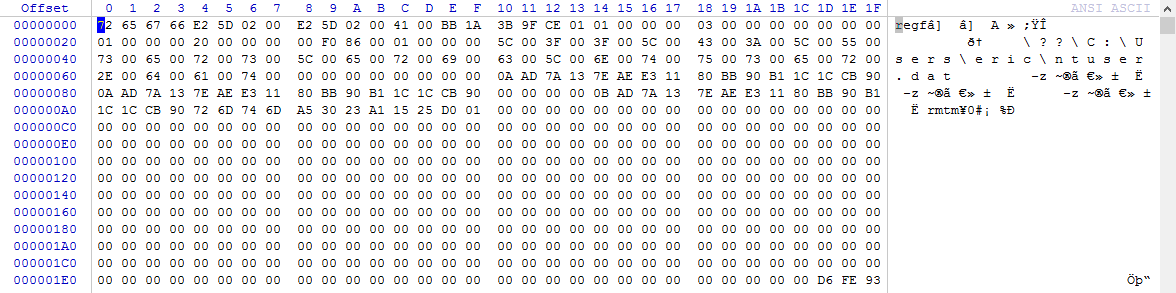 Offset 0 1 2 3 4 5 6 7 8 9 A B C D E F 10 11 12 13 14 15 16 17 18 19 1A 1B 1C 1D 1E 1F ANSI ASCII
00000000 72 65 67 66 E2 5D 02 00 E2 5D 02 00 41 00 BB 1A 3B 9F CE 01 01 00 00 00 03 00 00 00 00 00 00 00 regfâ] â] A » ;ŸÎ
00000020 01 00 00 00 20 00 00 00 00 F0 86 00 01 00 00 00 5C 00 3F 00 3F 00 5C 00 43 00 3A 00 5C 00 55 00 ð† \ ? ? \ C : \ U
00000040 73 00 65 00 72 00 73 00 5C 00 65 00 72 00 69 00 63 00 5C 00 6E 00 74 00 75 00 73 00 65 00 72 00 s e r s \ e r i c \ n t u s e r
00000060 2E 00 64 00 61 00 74 00 00 00 00 00 00 00 00 00 0A AD 7A 13 7E AE E3 11 80 BB 90 B1 1C 1C CB 90 . d a t -z ~®ã €» ± Ë
00000080 0A AD 7A 13 7E AE E3 11 80 BB 90 B1 1C 1C CB 90 00 00 00 00 0B AD 7A 13 7E AE E3 11 80 BB 90 B1 -z ~®ã €» ± Ë -z ~®ã €» ±
000000A0 1C 1C CB 90 72 6D 74 6D A5 30 23 A1 15 25 D0 01 00 00 00 00 00 00 00 00 00 00 00 00 00 00 00 00 Ë rmtm¥0#¡ %Ð
000000C0 00 00 00 00 00 00 00 00 00 00 00 00 00 00 00 00 00 00 00 00 00 00 00 00 00 00 00 00 00 00 00 00
000000E0 00 00 00 00 00 00 00 00 00 00 00 00 00 00 00 00 00 00 00 00 00 00 00 00 00 00 00 00 00 00 00 00
00000100 00 00 00 00 00 00 00 00 00 00 00 00 00 00 00 00 00 00 00 00 00 00 00 00 00 00 00 00 00 00 00 00
00000120 00 00 00 00 00 00 00 00 00 00 00 00 00 00 00 00 00 00 00 00 00 00 00 00 00 00 00 00 00 00 00 00
00000140 00 00 00 00 00 00 00 00 00 00 00 00 00 00 00 00 00 00 00 00 00 00 00 00 00 00 00 00 00 00 00 00
00000160 00 00 00 00 00 00 00 00 00 00 00 00 00 00 00 00 00 00 00 00 00 00 00 00 00 00 00 00 00 00 00 00
00000180 00 00 00 00 00 00 00 00 00 00 00 00 00 00 00 00 00 00 00 00 00 00 00 00 00 00 00 00 00 00 00 00
000001A0 00 00 00 00 00 00 00 00 00 00 00 00 00 00 00 00 00 00 00 00 00 00 00 00 00 00 00 00 00 00 00 00
000001C0 00 00 00 00 00 00 00 00 00 00 00 00 00 00 00 00 00 00 00 00 00 00 00 00 00 00 00 00 00 00 00 00
000001E0 00 00 00 00 00 00 00 00 00 00 00 00 00 00 00 00 00 00 00 00 00 00 00 00 00 00 00 00 00 D6 FE 93 Öþ“